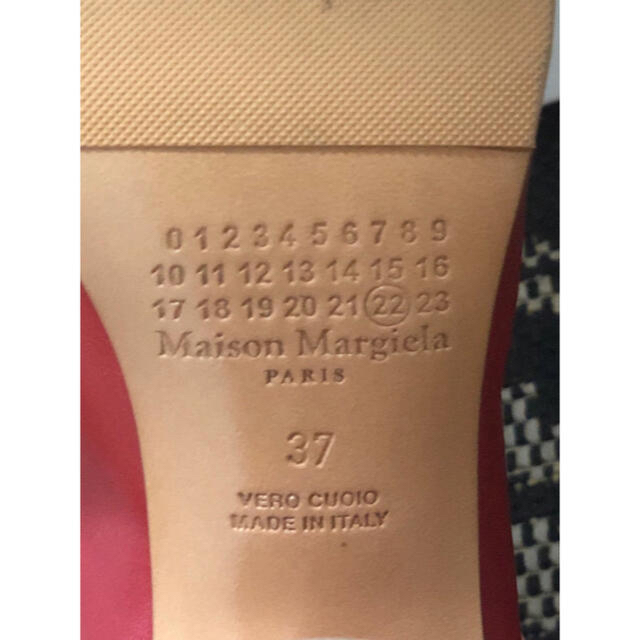 0 1 2 3 4 5 6 7 8 9
10 11 12 13 14 15 16
17 18 19 20 21 22 23
Maison Margiela
PARIS
37
VERO CUOIO
MADE IN ITALY